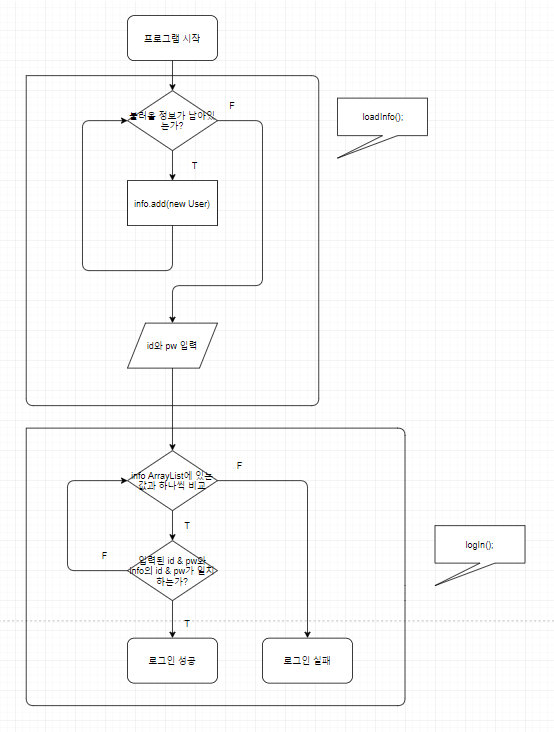 프로그램 시작
불러올 정보가 남아있
는가?
F
loadInfo();
T
info.add(new User)
id와 pw 입력
info ArrayList에 있는
값과 하나씩 비교
F
T
logIn();
입력된 id & pw와
info의 id & pw가 일치
하는가?
F
T
로그인 성공
로그인 실패